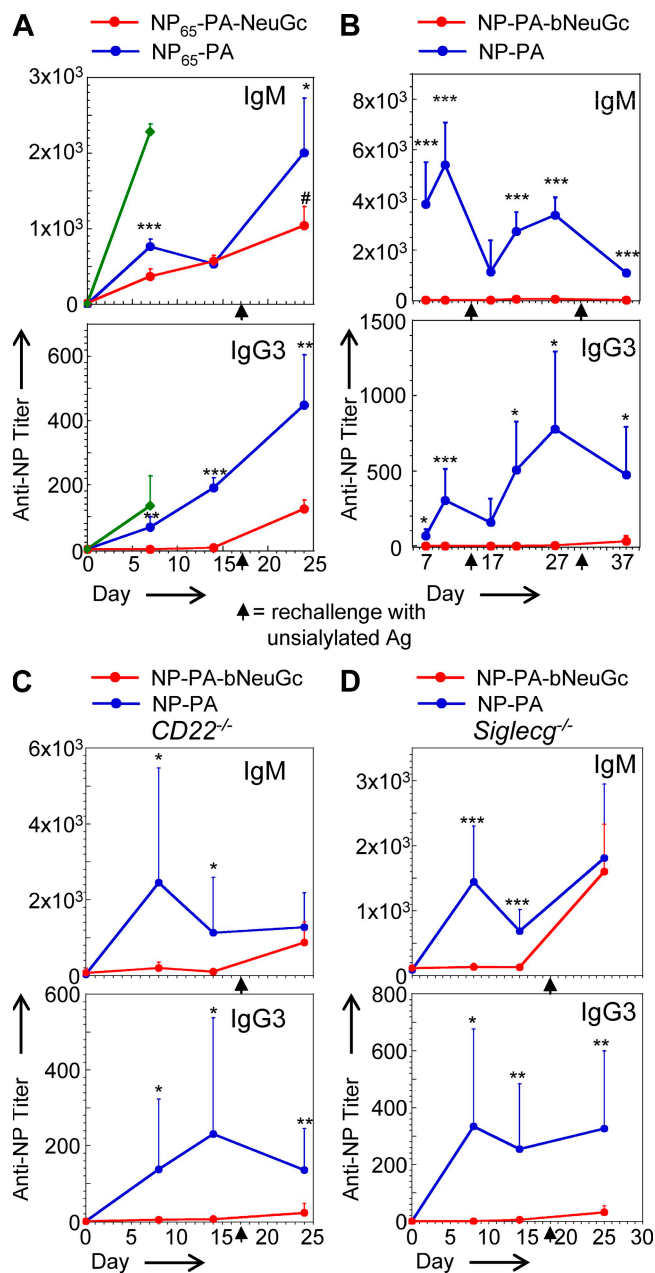 A
NP65-PA-NeuGc
NP65-PA
IgM
3x10³
2x10³
1x10³
0
*
***
#
IgG3
600
400
200
0
**
***
**
0 5 10 15 20 25
Anti-NP Titer
Day
B
NP-PA-bNeuGc
NP-PA
IgM
8x10³
6x10³
4x10³
2x10³
0
***
***
***
***
***
IgG3
1500
1000
500
0
*
***
*
*
*
7 17 27 37
Anti-NP Titer
Day
= rechallenge with
unsialylated Ag
C
NP-PA-bNeuGc
NP-PA
CD22-/-
IgM
6x10³
4x10³
2x10³
0
*
*
IgG3
600
400
200
0
*
*
**
0 5 10 15 20 25
Anti-NP Titer
Day
D
NP-PA-bNeuGc
NP-PA
Siglecg-/-
IgM
3x10³
2x10³
1x10³
0
***
***
IgG3
800
600
400
200
0
*
**
**
0 5 10 15 20 25 30
Anti-NP Titer
Day